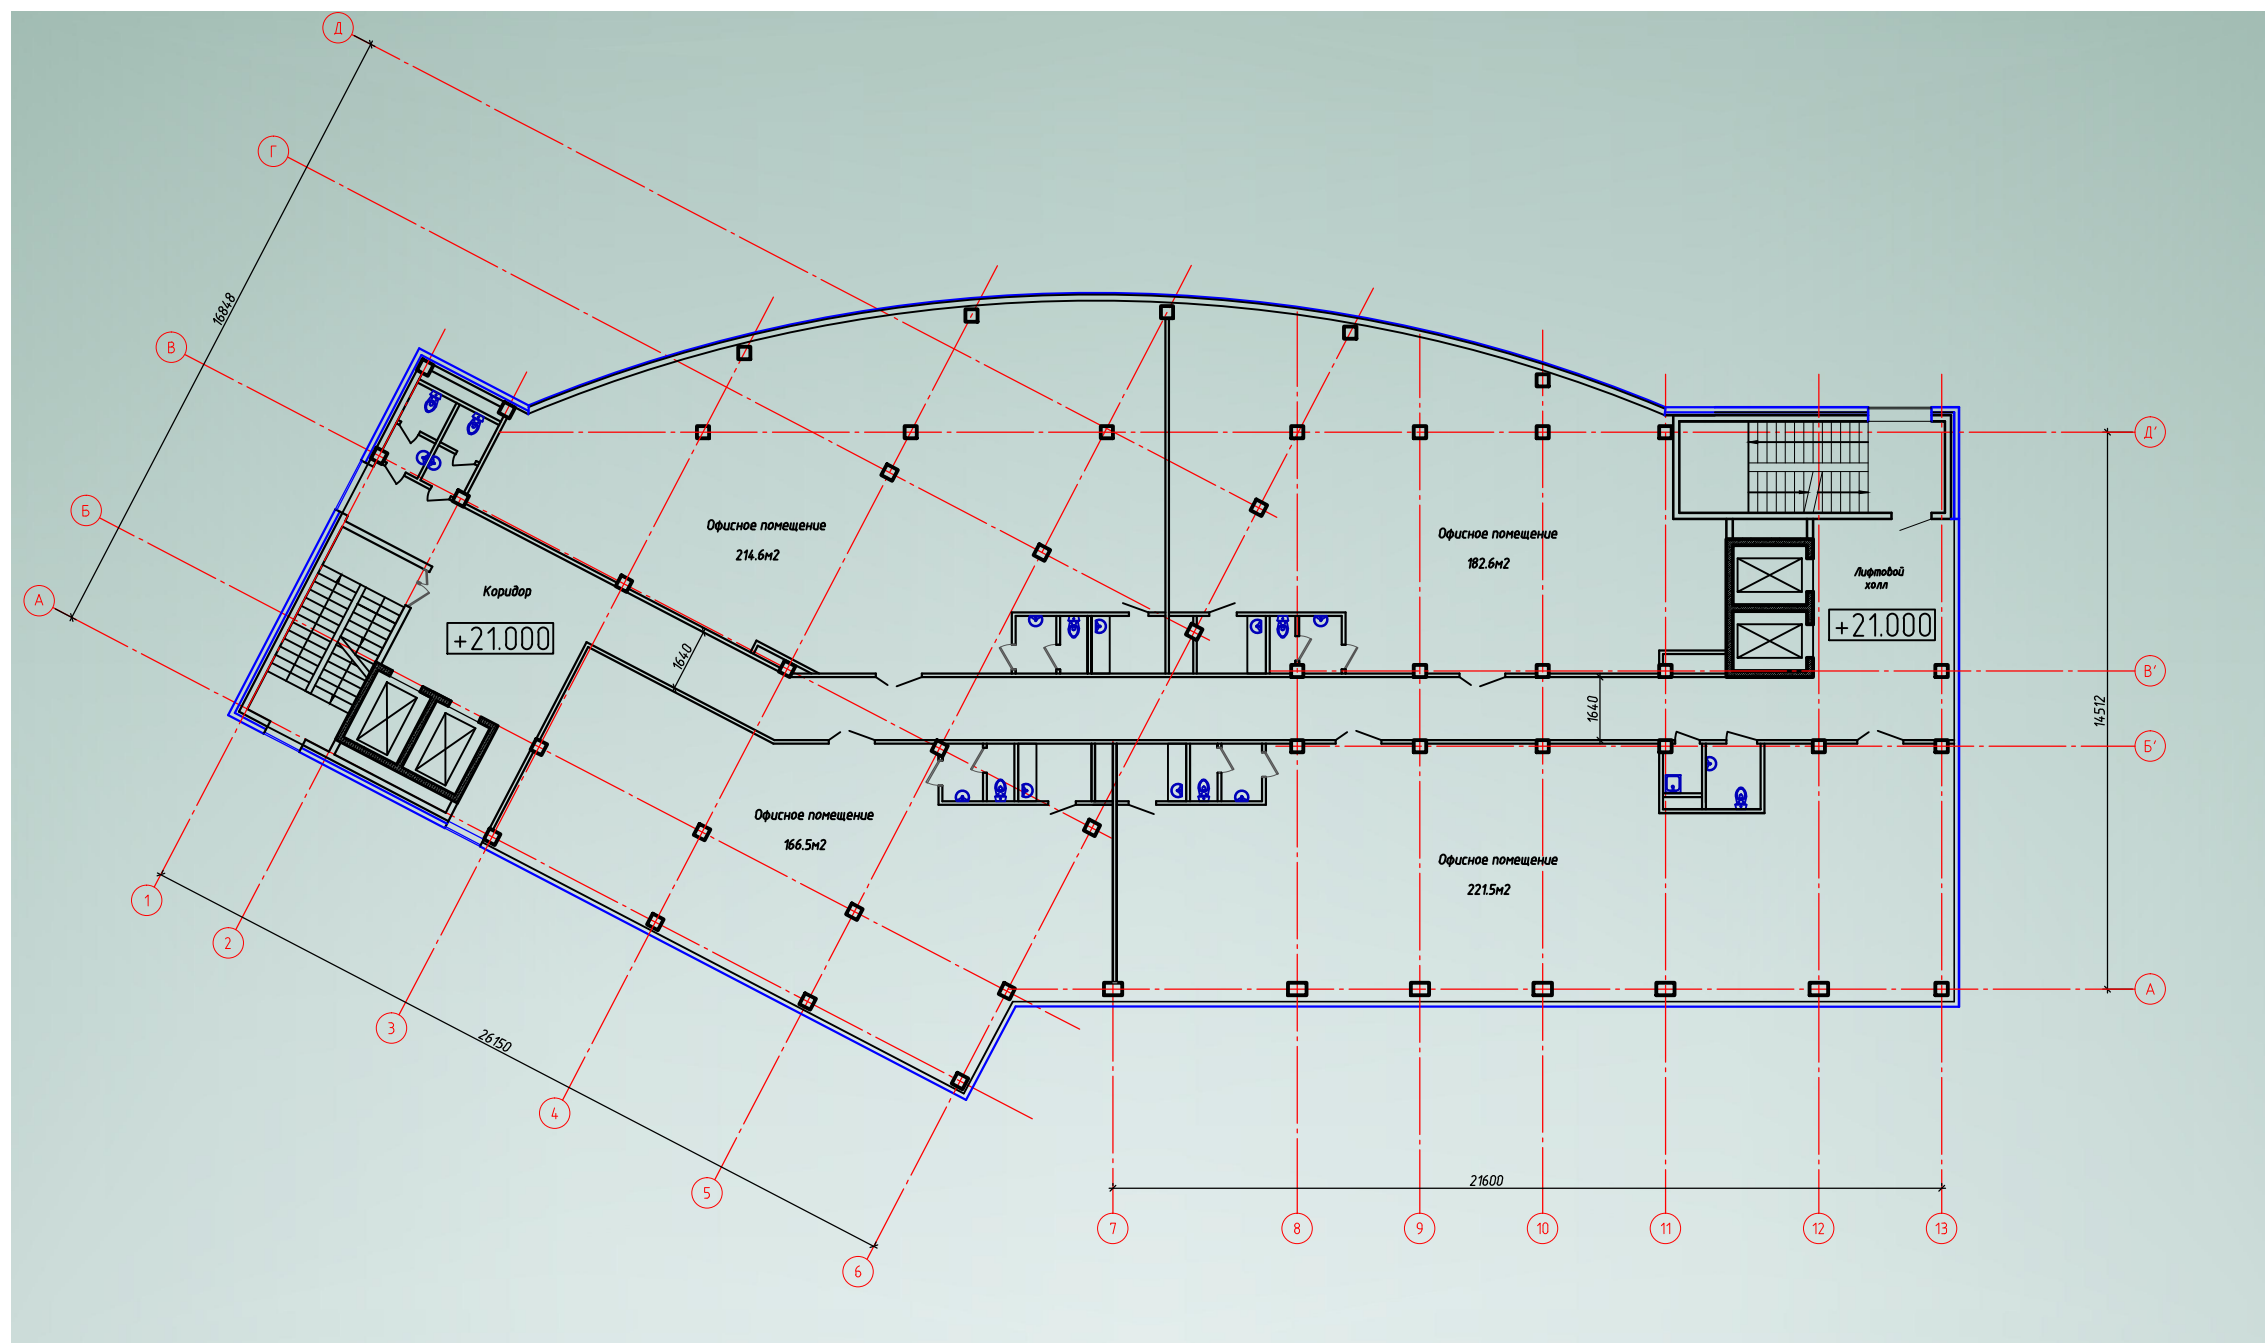 Д
Г
16848
В
Б
А
Офисное помещение
214.6м2
Офисное помещение
182.6м2
Коридор
+21.000
1640
Лифтовой
холл
+21.000
1640
Офисное помещение
166.5м2
Офисное помещение
221.5м2
Д'
В'
14512
Б'
А
1
2
3
4
5
6
26150
21600
7
8
9
10
11
12
13